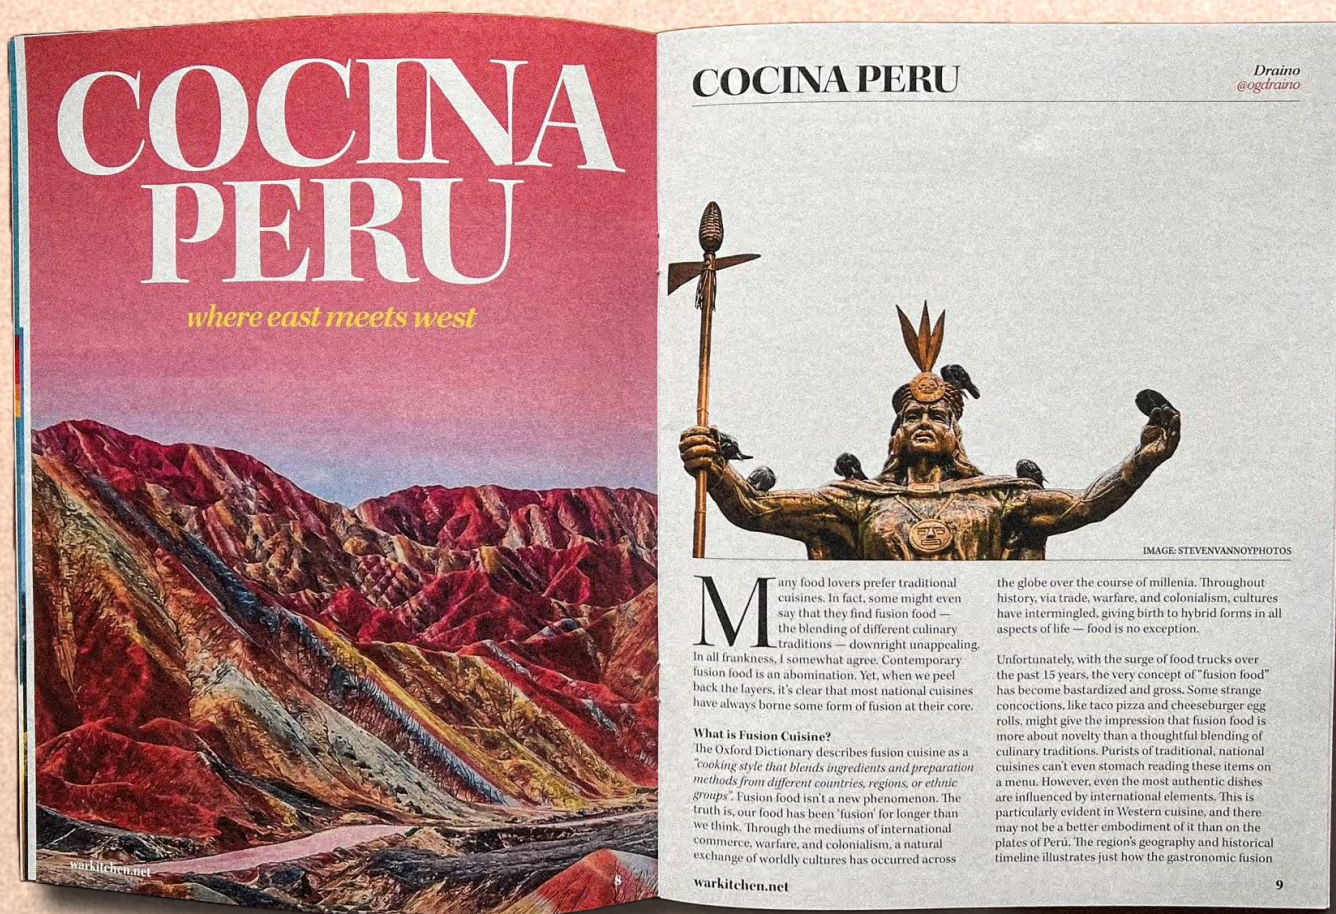 COCINA
PERU
where east meets west
warkitchen.net
8
COCINA PERU
Draino
@ogdraino
IMAGE: STEVENVANNOYPHOTOS
Many food lovers prefer traditional
cuisines. In fact, some might even
say that they find fusion food —
the blending of different culinary
traditions — downright unappealing.
In all frankness, I somewhat agree. Contemporary
fusion food is an abomination. Yet, when we peel
back the layers, it's clear that most national cuisines
have always borne some form of fusion at their core.
What is Fusion Cuisine?
The Oxford Dictionary describes fusion cuisine as a
"cooking style that blends ingredients and preparation
methods from different countries, regions, or ethnic
groups". Fusion food isn't a new phenomenon. The
truth is, our food has been 'fusion' for longer than
we think. Through the mediums of international
commerce, warfare, and colonialism, a natural
exchange of worldly cultures has occurred across
the globe over the course of millenia. Throughout
history, via trade, warfare, and colonialism, cultures
have intermingled, giving birth to hybrid forms in all
aspects of life — food is no exception.
Unfortunately, with the surge of food trucks over
the past 15 years, the very concept of "fusion food"
has become bastardized and gross. Some strange
concoctions, like taco pizza and cheeseburger egg
rolls, might give the impression that fusion food is
more about novelty than a thoughtful blending of
culinary traditions. Purists of traditional, national
cuisines can't even stomach reading these items on
a menu. However, even the most authentic dishes
are influenced by international elements. This is
particularly evident in Western cuisine, and there
may not be a better embodiment of it than on the
plates of Perú. The region's geography and historical
timeline illustrates just how the gastronomic fusion
warkitchen.net
9